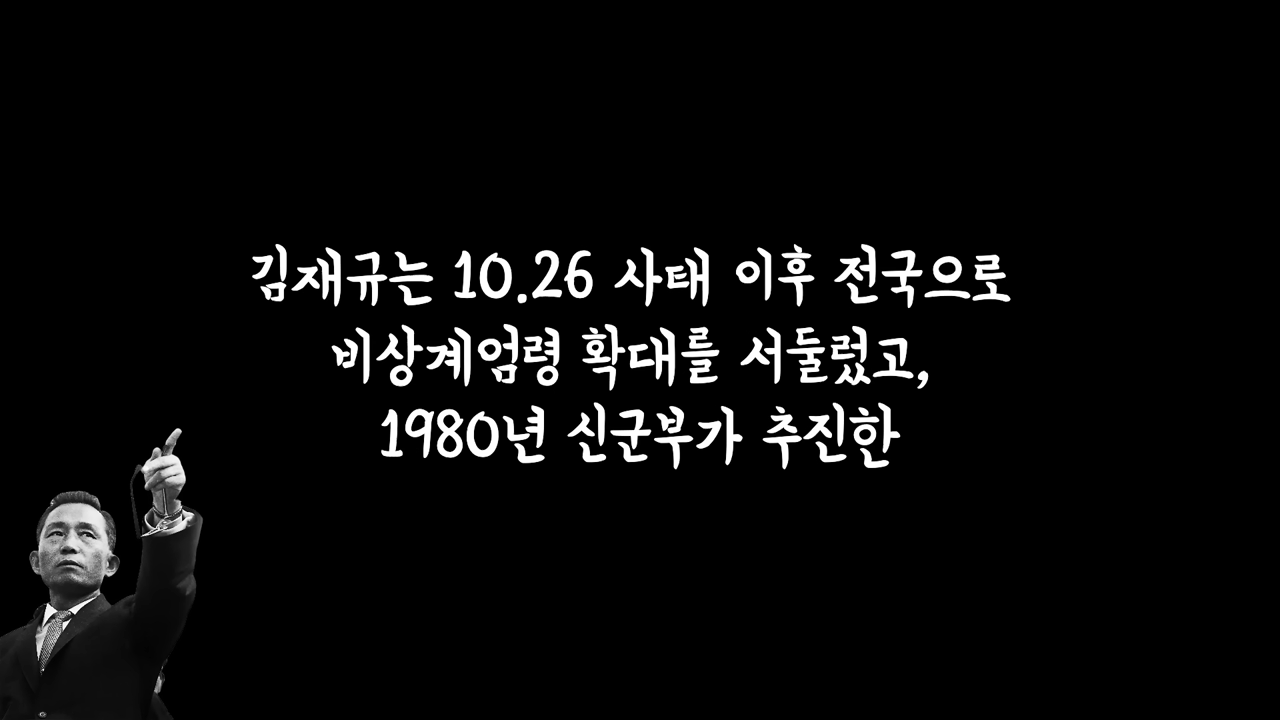 김재규는 10.26 사태 이후 전국으로
비상계엄령 확대를 서둘렀고,
1980년 신군부가 추진한